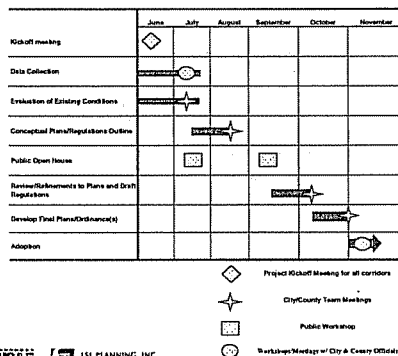 June July August September October November
Kickoff meeting
Data Collection
Evaluation of Existing Conditions
Conceptual Plans/Regulations Outline
Public Open House
Review/Refinements to Plans and Draft
Regulations
Develop Final Plans/Ordinance(s)
Adoption
Project Kickoff Meeting for all corridors
City/County Team Meetings
Public Workshop
Workshops/Meetings w/ City & County Officials
LSL PLANNING, INC.